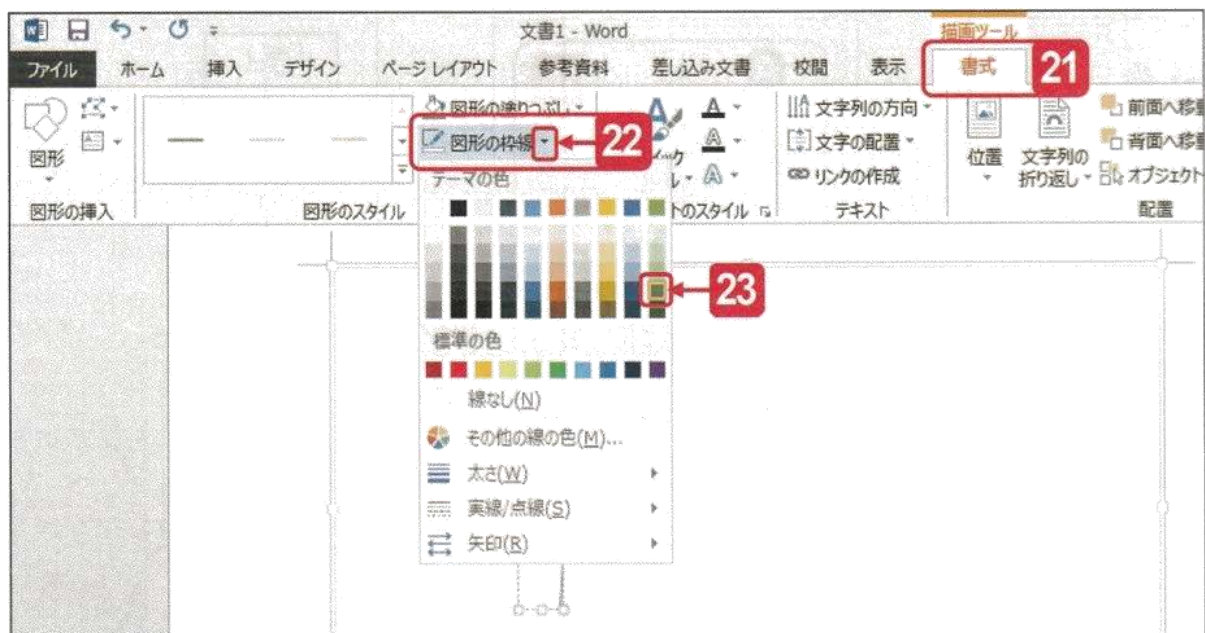 文書1 - Word
描画ツール
ファイル ホーム 挿入 デザイン ページ レイアウト 参考資料 差し込み文書 校閲 表示 書式 21
図形の塗りつぶし
図形の枠線 22
図形
文字列の方向
文字の配置
リンクの作成
位置
文字列の
折り返し
前面へ移動
背面へ移動
オブジェクト
図形の挿入 図形のスタイル トのスタイル テキスト 配置
テーマの色
23
標準の色
線なし(N)
その他の線の色(M)...
太さ(W)
実線/点線(S)
矢印(R)